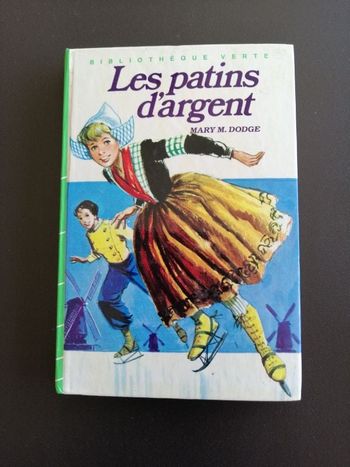 BIBLIOTHÈQUE VERTE
Les patins
d'argent
MARY M. DODGE